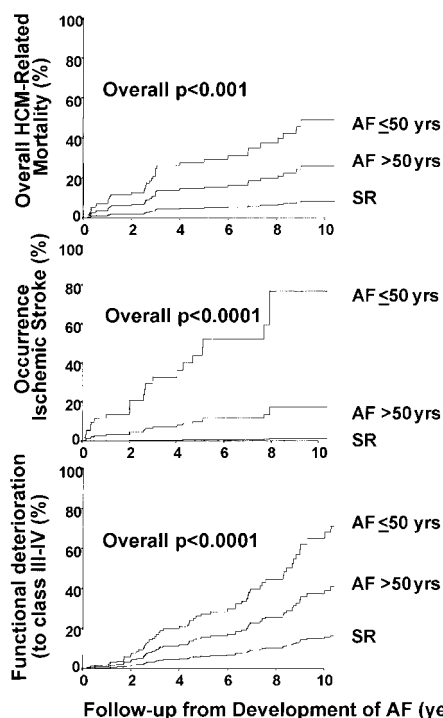 Overall HCM-Related
Mortality (%)
100
80
60
40
20
0
Overall p<0.001
AF ≤50 yrs
AF >50 yrs
SR
0 2 4 6 8 10
Occurrence
Ischemic Stroke (%)
100
80
60
40
20
0
Overall p<0.0001
AF ≤50 yrs
AF >50 yrs
SR
0 2 4 6 8 10
Functional deterioration
(to class III-IV (%)
100
80
60
40
20
0
Overall p<0.0001
AF ≤50 yrs
AF >50 yrs
SR
0 2 4 6 8 10
Follow-up from Development of AF (ye